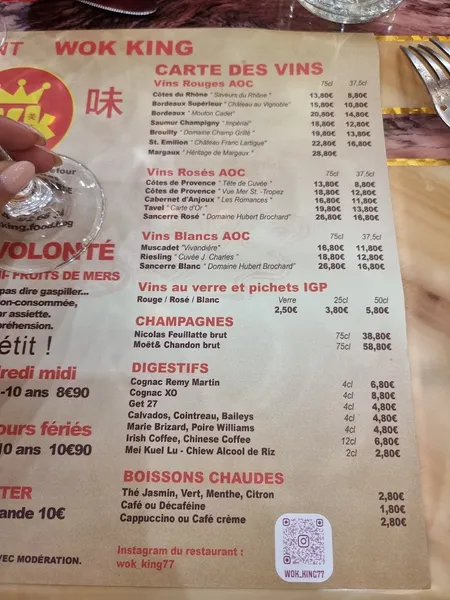 NT WOK KING
CARTE DES VINS
味
Vins Rouges AOC 75cl 37,5cl
Côtes du Rhône " Saveurs du Rhône " 13,80€ 8,80€
Bordeaux Supérieur " Château au Vignoble" 15,80€ 10,80€
Bordeaux " Mouton Cadet" 20,80€ 14,80€
Saumur Champigny " Impérial" 18,80€ 12,80€
Brouilly " Domaine Champ Grillé " 19,80€ 13,80€
St. Emilion " Château Franc Lartigue" 22,80€ 16,80€
Margaux " Héritage de Margaux " 28,80€
Vins Rosés AOC 75cl 37,5cl
Côtes de Provence " Tête de Cuvée " 13,80€ 8,80€
Côtes de Provence " Vue Mer St. -Tropez 18,80€ 12,80€
Cabernet d'Anjou " Les Romances " 16,80€ 11,80€
Tavel " Carte d'Or " 19,80€ 13,80€
Sancerre Rosé " Domaine Hubert Brochard" 26,80€ 16,80€
Vins Blancs AOC 75cl 37,5cl
Muscadet "Vivandière" 16,80€ 11,80€
Riesling " Cuvée J. Charles " 18,80€ 12,80€
Sancerre Blanc " Domaine Hubert Brochard" 26,80€ 16,80€
Vins au verre et pichets IGP
Rouge / Rosé / Blanc Verre 25cl 50cl
2,50€ 3,80€ 5,80€
CHAMPAGNES
Nicolas Feuillatte brut 75cl 38,80€
Moët& Chandon brut 75cl 58,80€
DIGESTIFS
Cognac Remy Martin 4cl 6,80€
Cognac XO 4cl 8,80€
Get 27 4cl 4,80€
Calvados, Cointreau, Baileys 4cl 4,80€
Marie Brizard, Poire Williams 4cl 4,80€
Irish Coffee, Chinese Coffee 12cl 6,80€
Mei Kuel Lu - Chiew Alcool de Riz 2cl 2,80€
BOISSONS CHAUDES
Thé Jasmin, Vert, Menthe, Citron 2,80€
Café ou Décaféine 1,80€
Cappuccino ou Café crème 2,80€
Instagram du restaurant :
wok_king77
WOK_KING77
VOLONTÉ
II- FRUITS DE MERS
pas dire gaspiller...
on-consommée,
ar assiette.
préhension.
étit !
dredi midi
-10 ans 8€90
ours fériés
10 ans 10€90
TER
ande 10€
VEC MODÉRATION.